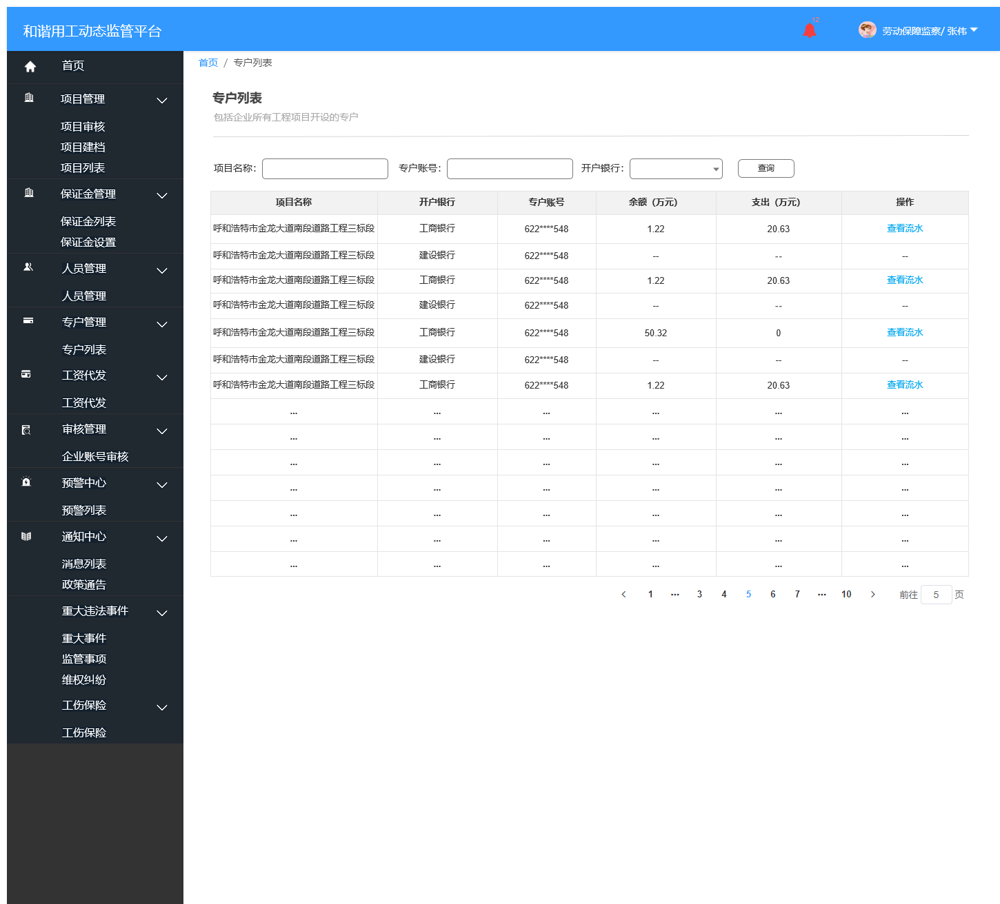 和谐用工动态监管平台
12
劳动保障监察/ 张伟
首页
项目管理
项目审核
项目建档
项目列表
保证金管理
保证金列表
保证金设置
人员管理
人员管理
专户管理
专户列表
工资代发
工资代发
审核管理
企业账号审核
预警中心
预警列表
通知中心
消息列表
政策通告
重大违法事件
重大事件
监管事项
维权纠纷
工伤保险
工伤保险
首页 / 专户列表
专户列表
包括企业所有工程项目开设的专户
项目名称： 专户账号： 开户银行： 查询
项目名称 开户银行 专户账号 余额（万元） 支出（万元） 操作
呼和浩特市金龙大道南段道路工程三标段 工商银行 622****548 1.22 20.63 查看流水
呼和浩特市金龙大道南段道路工程三标段 建设银行 622****548 -- -- --
呼和浩特市金龙大道南段道路工程三标段 工商银行 622****548 1.22 20.63 查看流水
呼和浩特市金龙大道南段道路工程三标段 建设银行 622****548 -- -- --
呼和浩特市金龙大道南段道路工程三标段 工商银行 622****548 50.32 0 查看流水
呼和浩特市金龙大道南段道路工程三标段 建设银行 622****548 -- -- --
呼和浩特市金龙大道南段道路工程三标段 工商银行 622****548 1.22 20.63 查看流水
... ... ... ... ... ...
... ... ... ... ... ...
... ... ... ... ... ...
... ... ... ... ... ...
... ... ... ... ... ...
... ... ... ... ... ...
... ... ... ... ... ...
< 1 ... 3 4 5 6 7 ... 10 > 前往 5 页